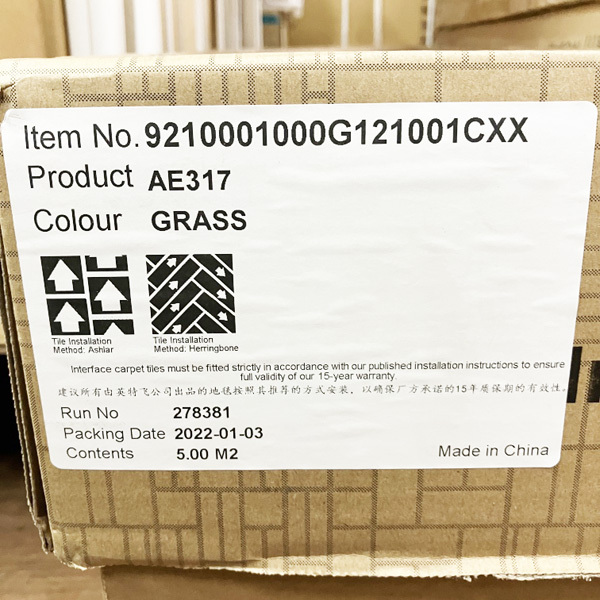 Item No. 9210001000G121001CXX
Product AE317
Colour GRASS
Tile Installation Method: Ashlar
Tile Installation Method: Herringbone
Interface carpet tiles must be fitted strictly in accordance with our published installation instructions to ensure
full validity of our 15-year warranty.
建议所有由英特飞公司出品的地毯按照其推荐的方式安装，以确保厂方承诺的15年质保期的有效性。
Run No 278381
Packing Date 2022-01-03
Contents 5.00 M2
Made in China